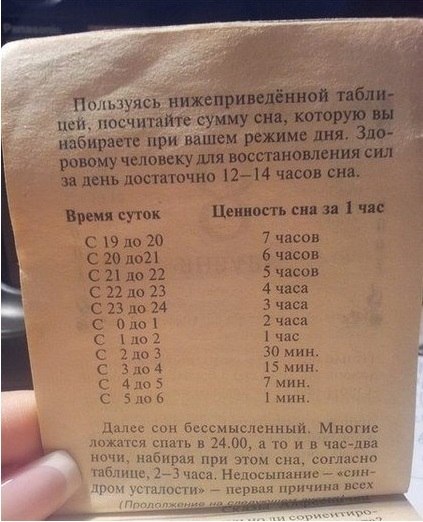 Пользуясь нижеприведённой табли-
цей, посчитайте сумму сна, которую вы
набираете при вашем режиме дня. Здо-
ровому человеку для восстановления сил
за день достаточно 12–14 часов сна.
Время суток Ценность сна за 1 час
С 19 до 20 7 часов
С 20 до21 6 часов
С 21 до 22 5 часов
С 22 до 23 4 часа
С 23 до 24 3 часа
С 0 до 1 2 часа
С 1 до 2 1 час
С 2 до 3 30 мин.
С 3 до 4 15 мин.
С 4 до 5 7 мин.
С 5 до 6 1 мин.
Далее сон бессмысленный. Многие
ложатся спать в 24.00, а то и в час-два
ночи, набирая при этом сна, согласно
таблице, 2–3 часа. Недосыпание – «син-
дром усталости» – первая причина всех
(Продолжение на
ли сориентиро-